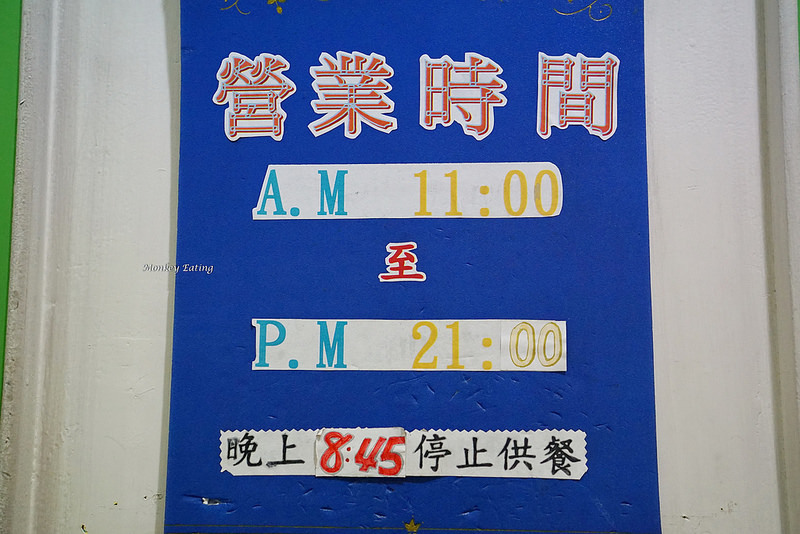 營業時間
A.M 11:00
至
Monkey Eating
P.M 21:00
晚上8:45停止供餐